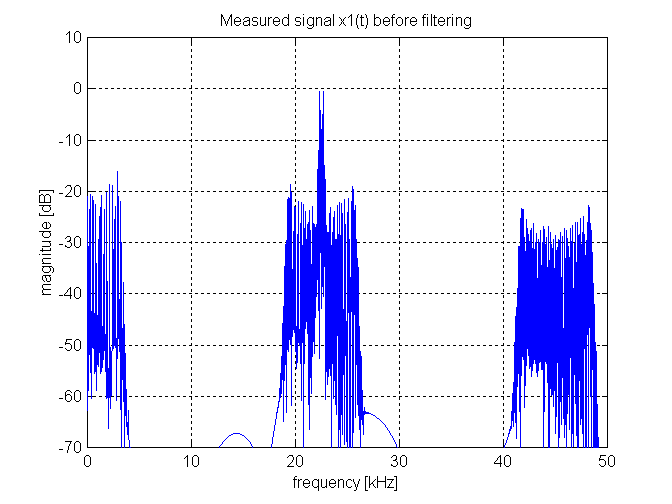 Measured signal x1(t) before filtering
10
0
-10
-20
-30
-40
-50
-60
-70
magnitude [dB]
0 10 20 30 40 50
frequency [kHz]